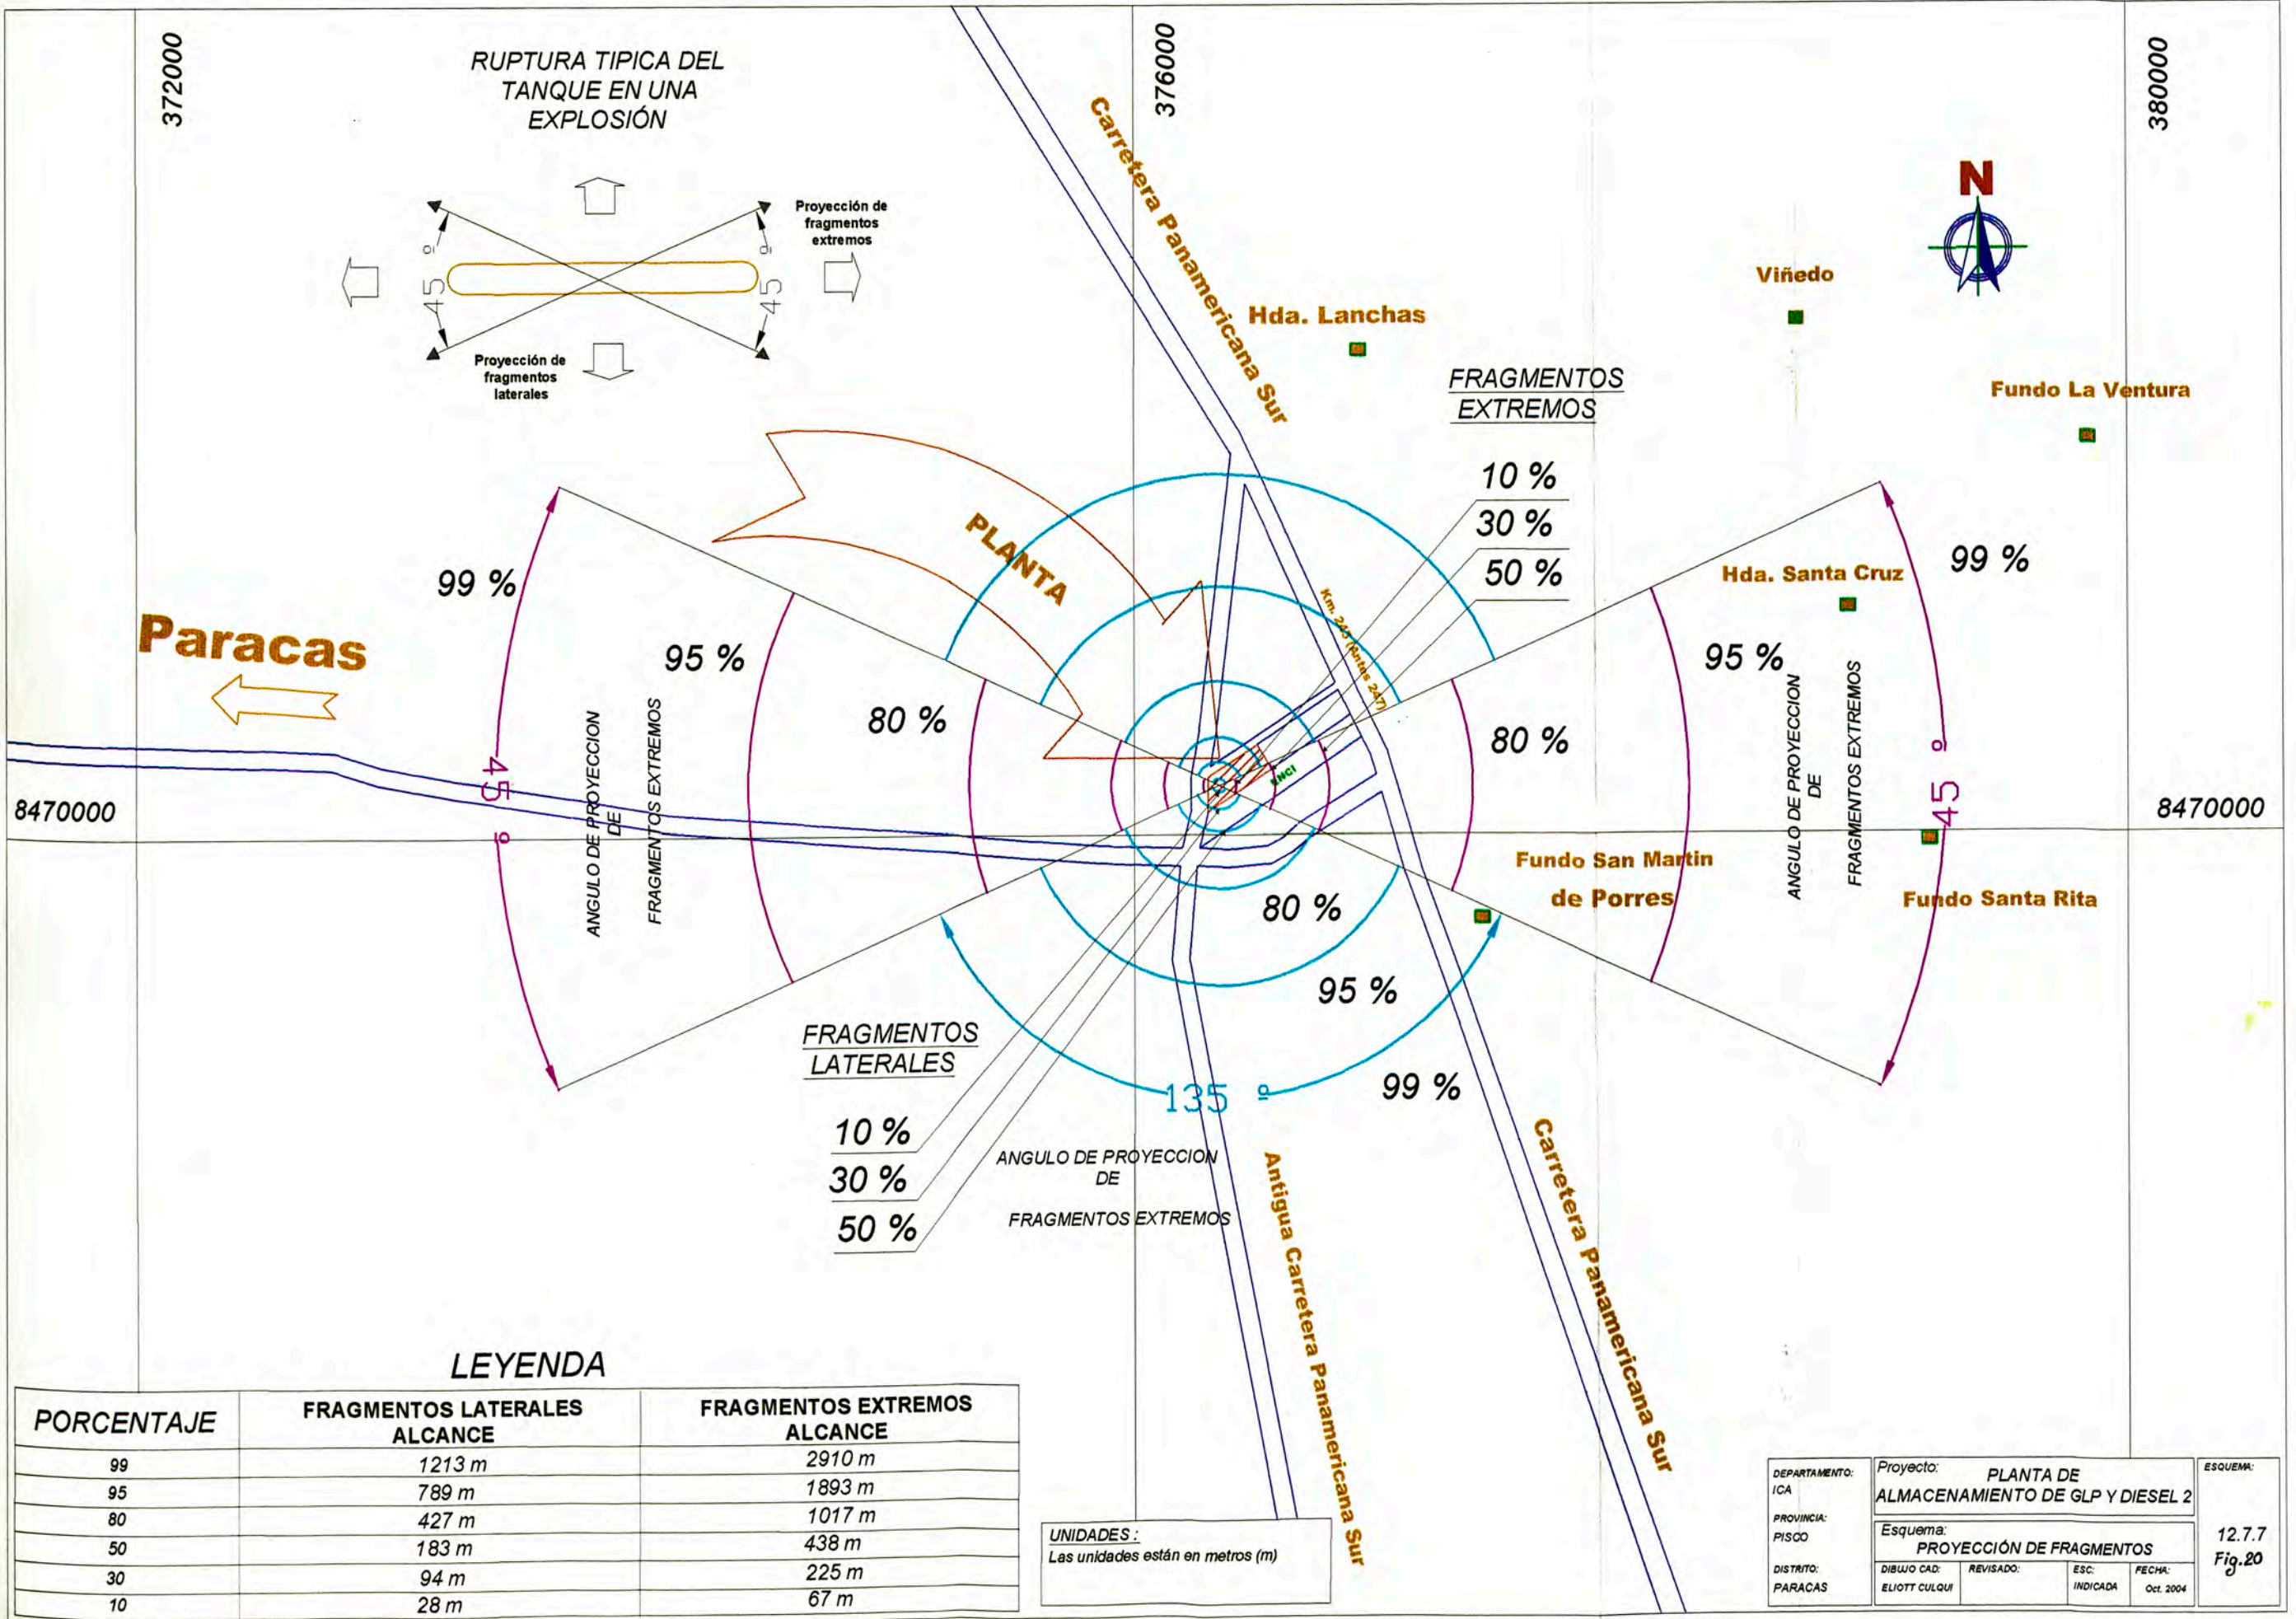 372000
376000
3800000
RUPTURA TIPICA DEL
TANQUE EN UNA
EXPLOSIÓN
Proyección de
fragmentos
extremos
45 º
45 º
Proyección de
fragmentos
laterales
Carretera Panamericana Sur
N
Viñedo
Hda. Lanchas
Fundo La Ventura
FRAGMENTOS
EXTREMOS
10 %
30 %
50 %
PLANTA
Km. 245 (Antes 247)
Hda. Santa Cruz
99 %
99 %
Paracas
95 %
95 %
80 %
80 %
ANGULO DE PROYECCION
DE
FRAGMENTOS EXTREMOS
ANGULO DE PROYECCION
DE
FRAGMENTOS EXTREMOS
45 º
45 º
ENCI
8470000
8470000
Fundo San Martin
de Porres
Fundo Santa Rita
80 %
95 %
99 %
135 º
FRAGMENTOS
LATERALES
10 %
30 %
50 %
ANGULO DE PROYECCION
DE
FRAGMENTOS EXTREMOS
Antigua Carretera Panamericana Sur
Carretera Panamericana Sur
LEYENDA
PORCENTAJE FRAGMENTOS LATERALES ALCANCE FRAGMENTOS EXTREMOS ALCANCE
99 1213 m 2910 m
95 789 m 1893 m
80 427 m 1017 m
50 183 m 438 m
30 94 m 225 m
10 28 m 67 m
UNIDADES :
Las unidades están en metros (m)
DEPARTAMENTO:
ICA
PROVINCIA:
PISCO
DISTRITO:
PARACAS
Proyecto: PLANTA DE
ALMACENAMIENTO DE GLP Y DIESEL 2
Esquema:
PROYECCIÓN DE FRAGMENTOS
DIBUJO CAD:
ELIOTT CULQUI
REVISADO:
ESC:
INDICADA
FECHA:
Oct. 2004
ESQUEMA:
12.7.7
Fig.20